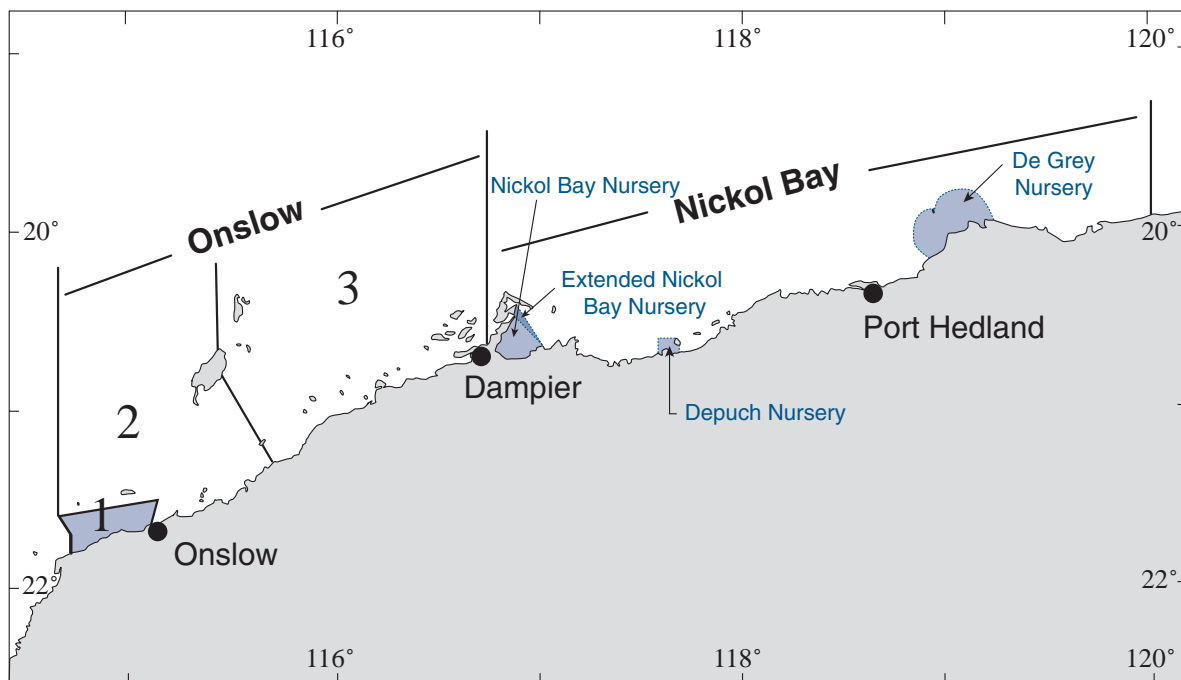 116°
118°
120°
De Grey
Nursery
Nickol Bay Nursery
Nickol Bay
Onslow
20°
20°
3
Extended Nickol
Bay Nursery
Port Hedland
Dampier
Depuch Nursery
2
1
Onslow
22°
22°
116°
118°
120°